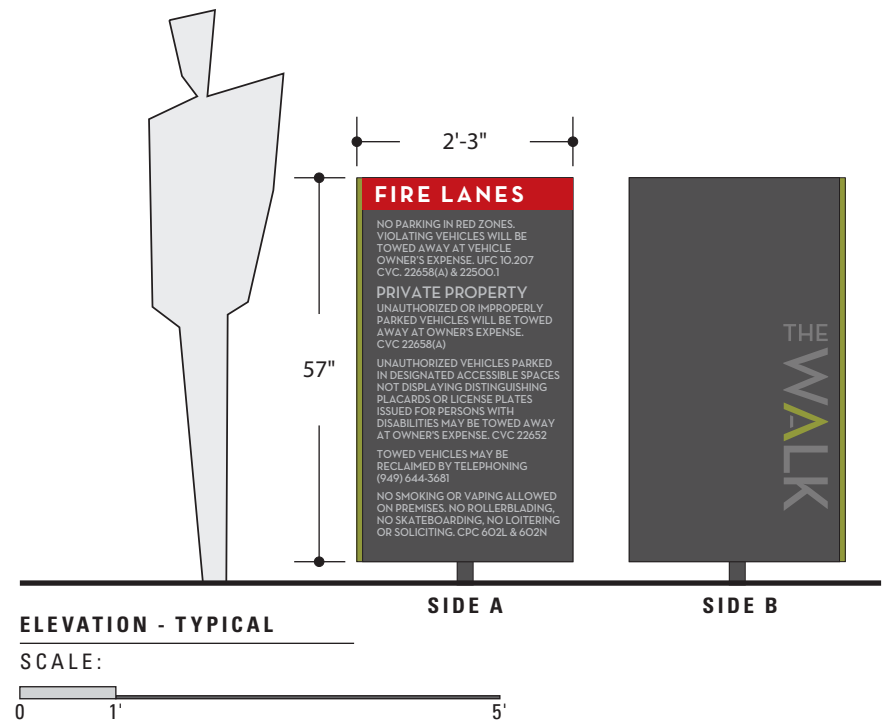 2'-3"
57"
FIRE LANES
NO PARKING IN RED ZONES.
VIOLATING VEHICLES WILL BE
TOWED AWAY AT VEHICLE
OWNER'S EXPENSE. UFC 10.207
CVC. 22658(A) & 22500.1
PRIVATE PROPERTY
UNAUTHORIZED OR IMPROPERLY
PARKED VEHICLES WILL BE TOWED
AWAY AT OWNER'S EXPENSE.
CVC 22658(A)
UNAUTHORIZED VEHICLES PARKED
IN DESIGNATED ACCESSIBLE SPACES
NOT DISPLAYING DISTINGUISHING
PLACARDS OR LICENSE PLATES
ISSUED FOR PERSONS WITH
DISABILITIES MAY BE TOWED AWAY
AT OWNER'S EXPENSE. CVC 22652
TOWED VEHICLES MAY BE
RECLAIMED BY TELEPHONING
(949) 644-3681
NO SMOKING OR VAPING ALLOWED
ON PREMISES. NO ROLLERBLADING,
NO SKATEBOARDING, NO LOITERING
OR SOLICITING. CPC 602L & 602N
THE
WALK
SIDE A
SIDE B
ELEVATION - TYPICAL
SCALE:
0 1' 5'